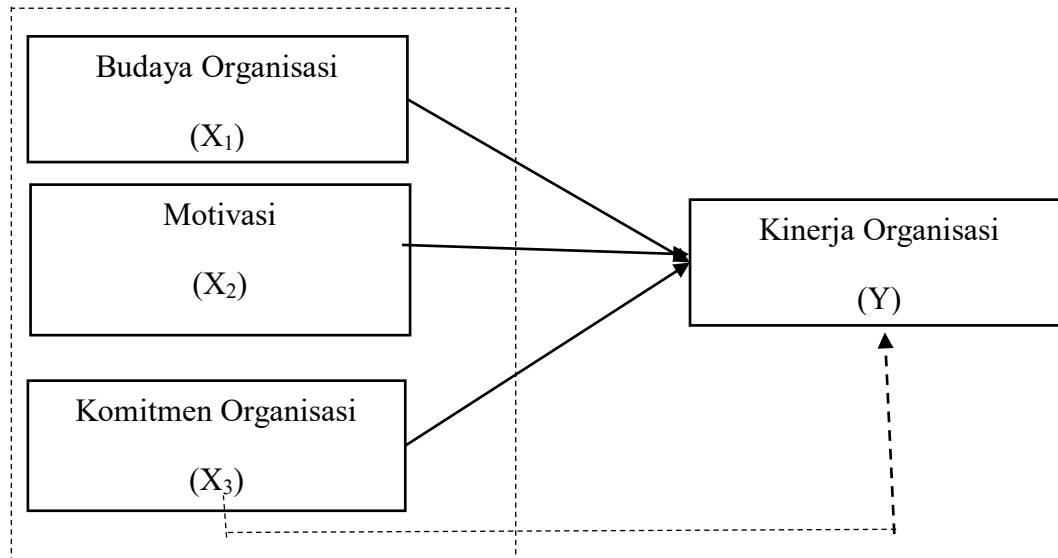 Budaya Organisasi
(X₁)
Motivasi
(X₂)
Kinerja Organisasi
(Y)
Komitmen Organisasi
(X₃)